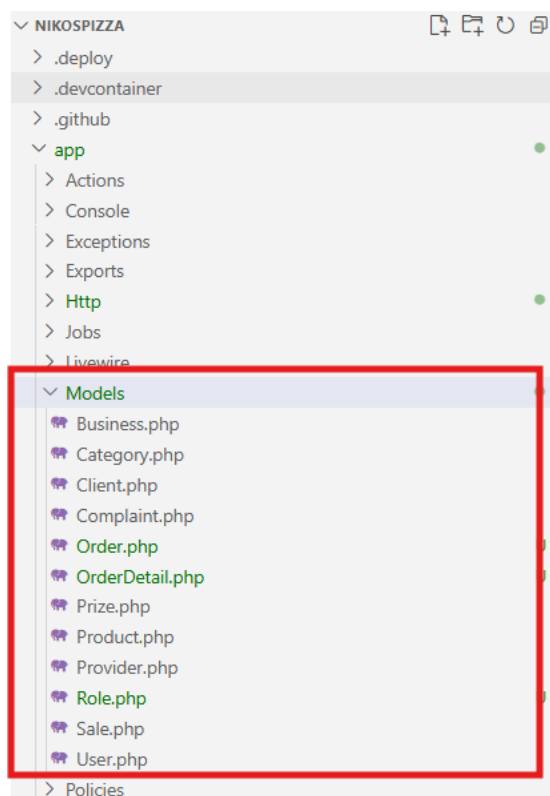 NIKOSPIZZA
.deploy
.devcontainer
.github
app
Actions
Console
Exceptions
Exports
Http
Jobs
Livewire
Models
Business.php
Category.php
Client.php
Complaint.php
Order.php
OrderDetail.php
Prize.php
Product.php
Provider.php
Role.php
Sale.php
User.php
Policies